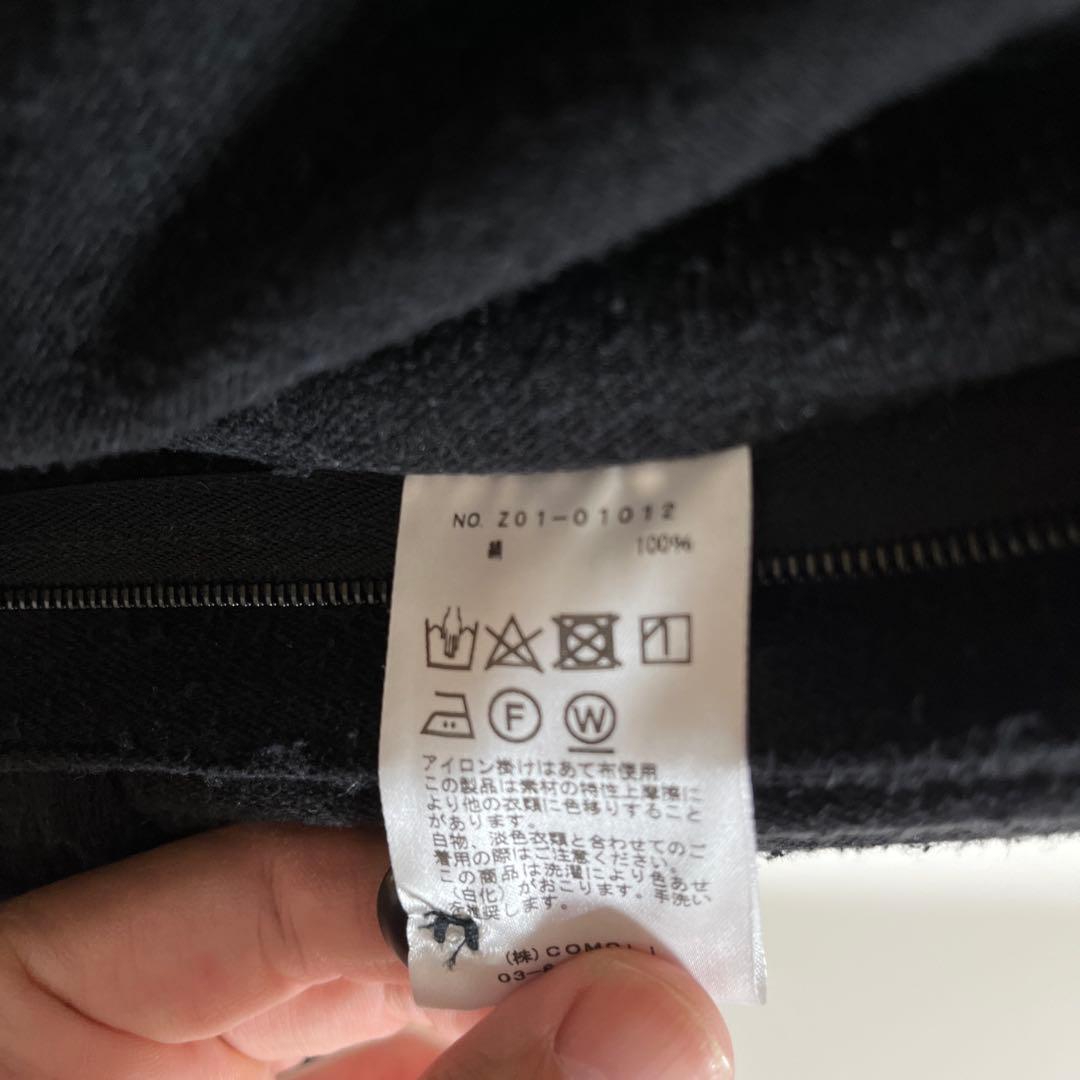 NO. Z01-01012
絹 100%
F W
アイロン掛けはあて布使用
この製品は素材の特性上摩擦に
より他の衣類に色移りすること
があります。
白物、淡色衣類と合わせてのご
着用の際はご注意ください。
この商品は洗濯により色あせ
(白化)がおこります。手洗い
を推奨します。
(株)COMOLI
03-